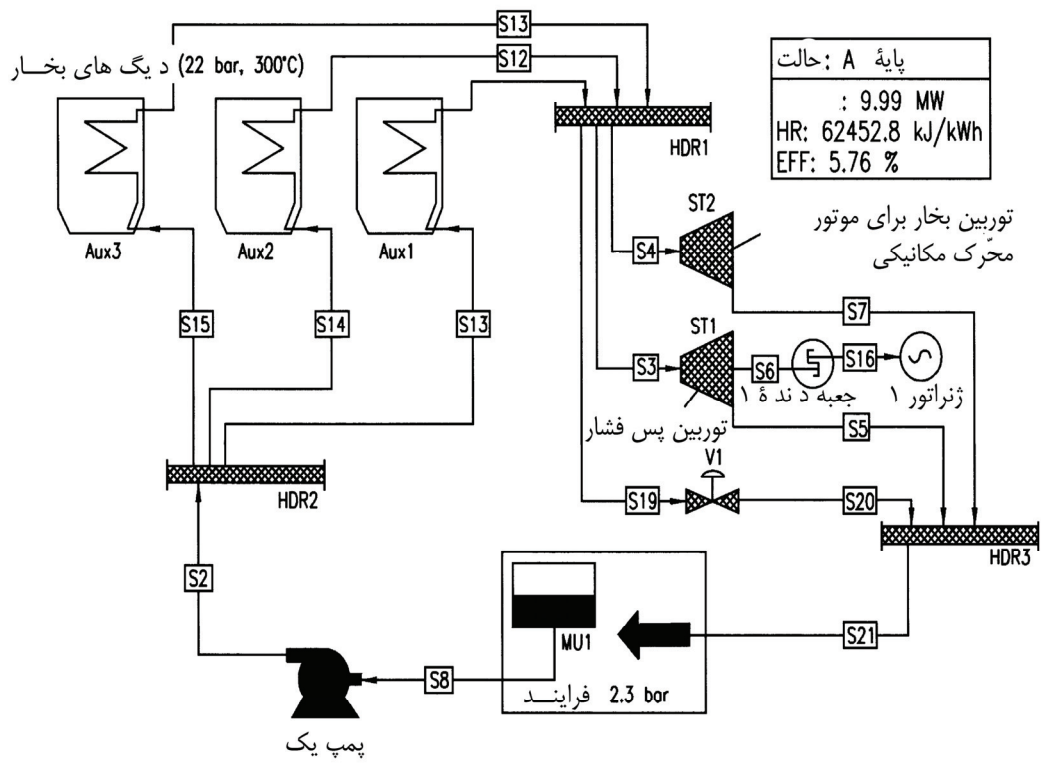 S13
دیگ های بخار (22 bar, 300°C)
S12
حالت: A پایهٔ
: 9.99 MW
HR: 62452.8 kJ/kWh
EFF: 5.76 %
HDR1
Aux3
Aux2
Aux1
ST2
توربین بخار برای موتور
محرّک مکانیکی
S4
S7
S15
S14
S13
ST1
S3
S6
S16
جعبه دندهٔ ۱
ژنراتور ۱
توربین پس فشار
S5
V1
HDR2
S19
S20
HDR3
S2
MU1
S21
S8
فرایند 2.3 bar
پمپ یک